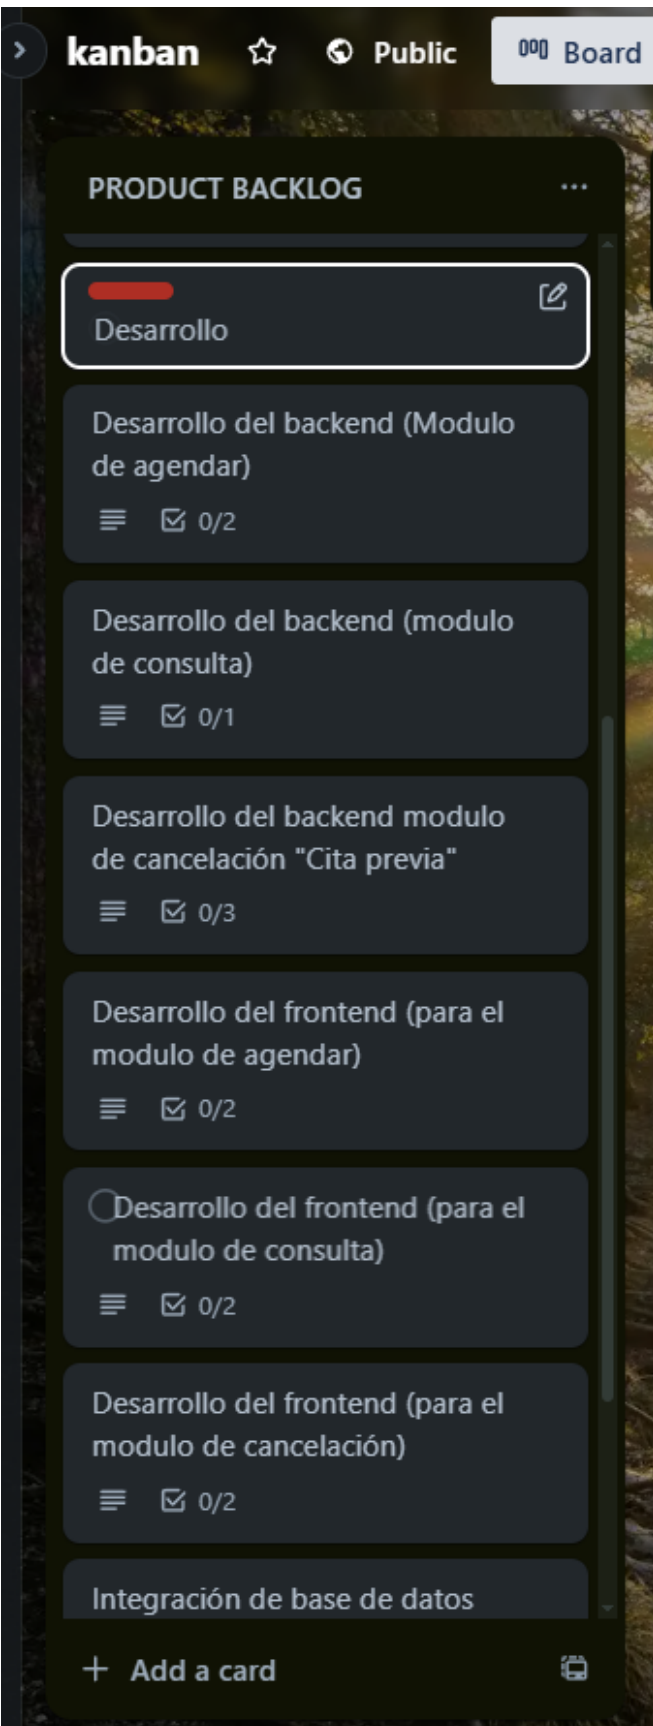 kanban Public Board
PRODUCT BACKLOG
Desarrollo
Desarrollo del backend (Modulo
de agendar)
0/2
Desarrollo del backend (modulo
de consulta)
0/1
Desarrollo del backend modulo
de cancelación "Cita previa"
0/3
Desarrollo del frontend (para el
modulo de agendar)
0/2
Desarrollo del frontend (para el
modulo de consulta)
0/2
Desarrollo del frontend (para el
modulo de cancelación)
0/2
Integración de base de datos
+ Add a card